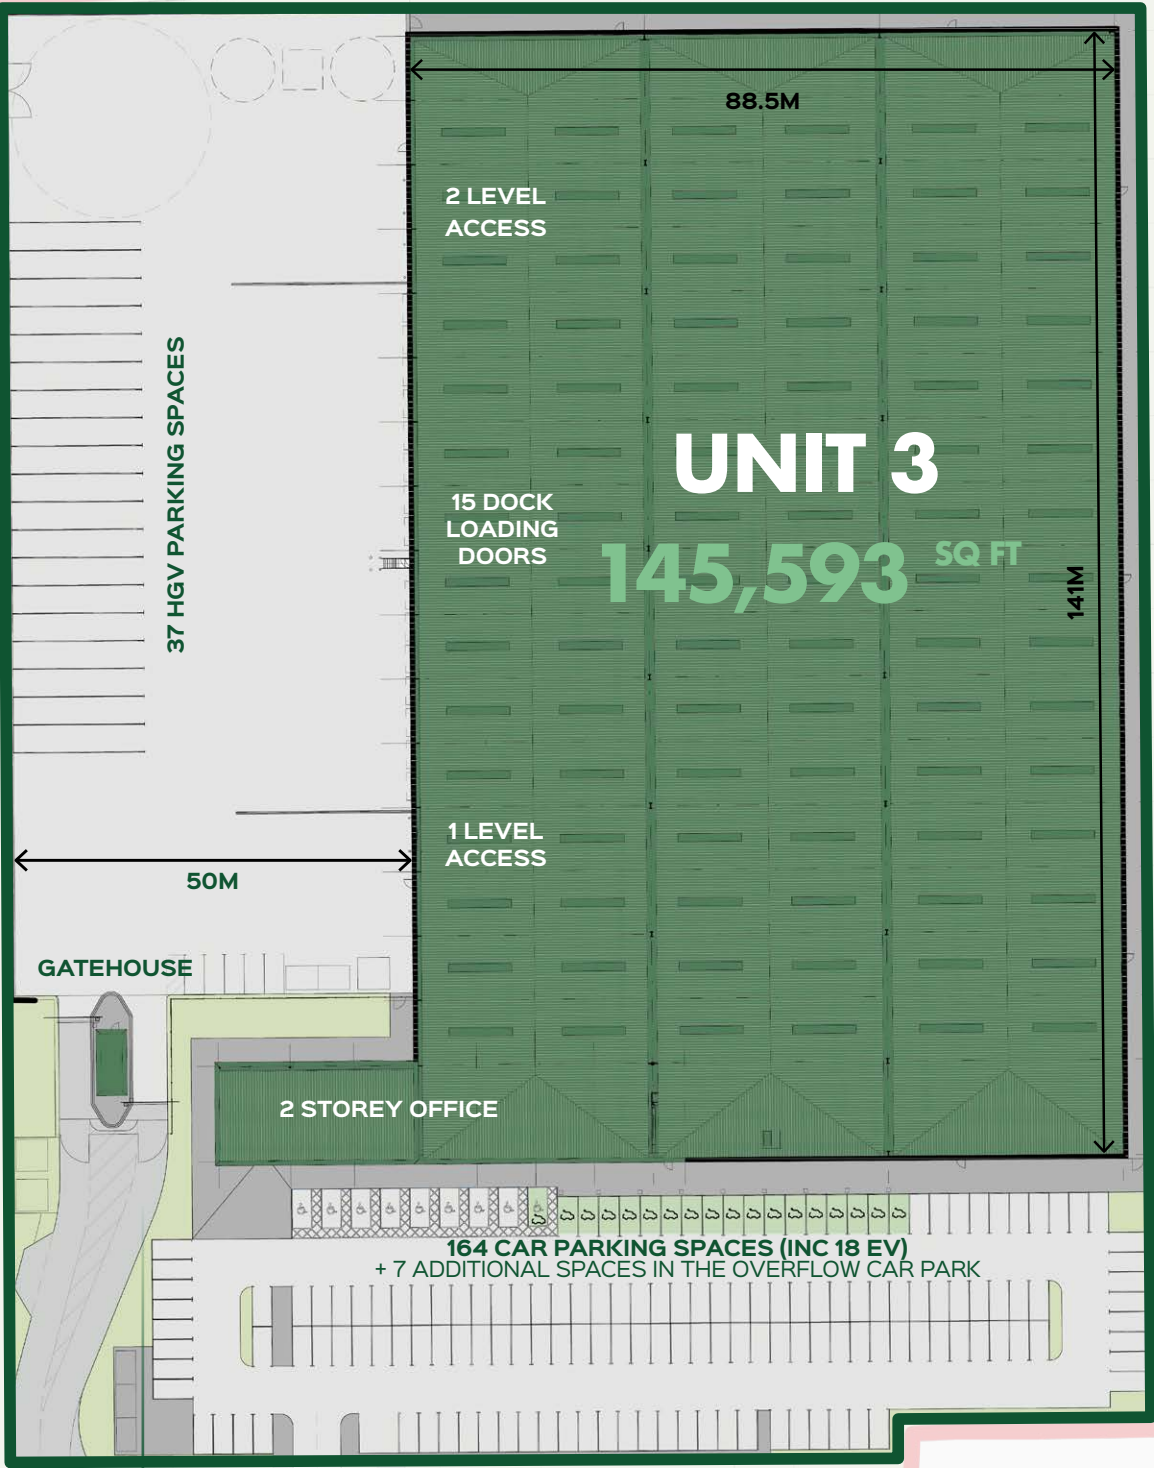 88.5M
2 LEVEL
ACCESS
37 HGV PARKING SPACES
UNIT 3
15 DOCK
LOADING
DOORS
145,593 SQ FT
141M
1 LEVEL
ACCESS
50M
GATEHOUSE
2 STOREY OFFICE
164 CAR PARKING SPACES (INC 18 EV)
+ 7 ADDITIONAL SPACES IN THE OVERFLOW CAR PARK